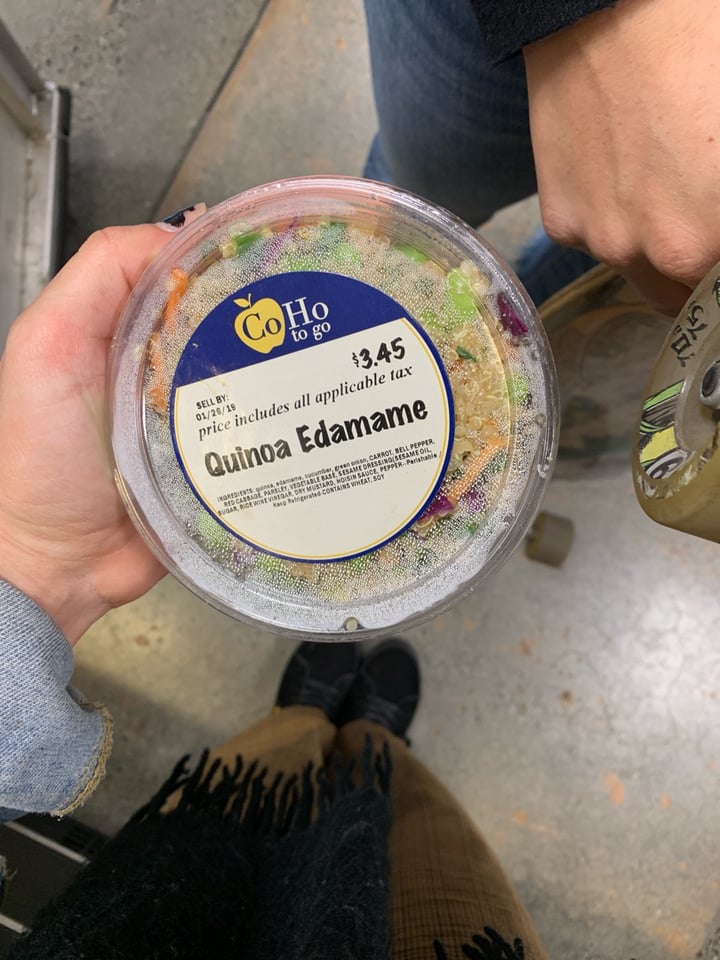 CoHo
to go
$3.45
SELL BY:
01/26/19
price includes all applicable tax
Quinoa Edamame
INGREDIENTS: quinoa, edamame, cucumber, green onion, CARROT, BELL PEPPER,
RED CABBAGE, PARSLEY, VEGETABLE BASE, SESAME DRESSING(SESAME OIL,
SUGAR, RICE WINE VINEGAR, DRY MUSTARD, HOISIN SAUCE, PEPPER--Perishable /
Keep Refrigerated-CONTAINS WHEAT, SOY